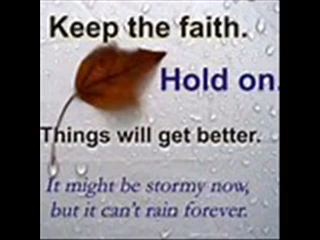 Keep the faith.
Hold on.
Things will get better.
It might be stormy now,
but it can't rain forever.